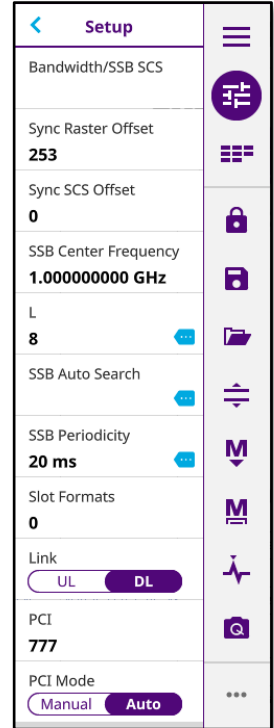 Setup
Bandwidth/SSB SCS
Sync Raster Offset
253
Sync SCS Offset
0
SSB Center Frequency
1.000000000 GHz
L
8
SSB Auto Search
SSB Periodicity
20 ms
Slot Formats
0
Link
UL DL
PCI
777
PCI Mode
Manual Auto
M
M